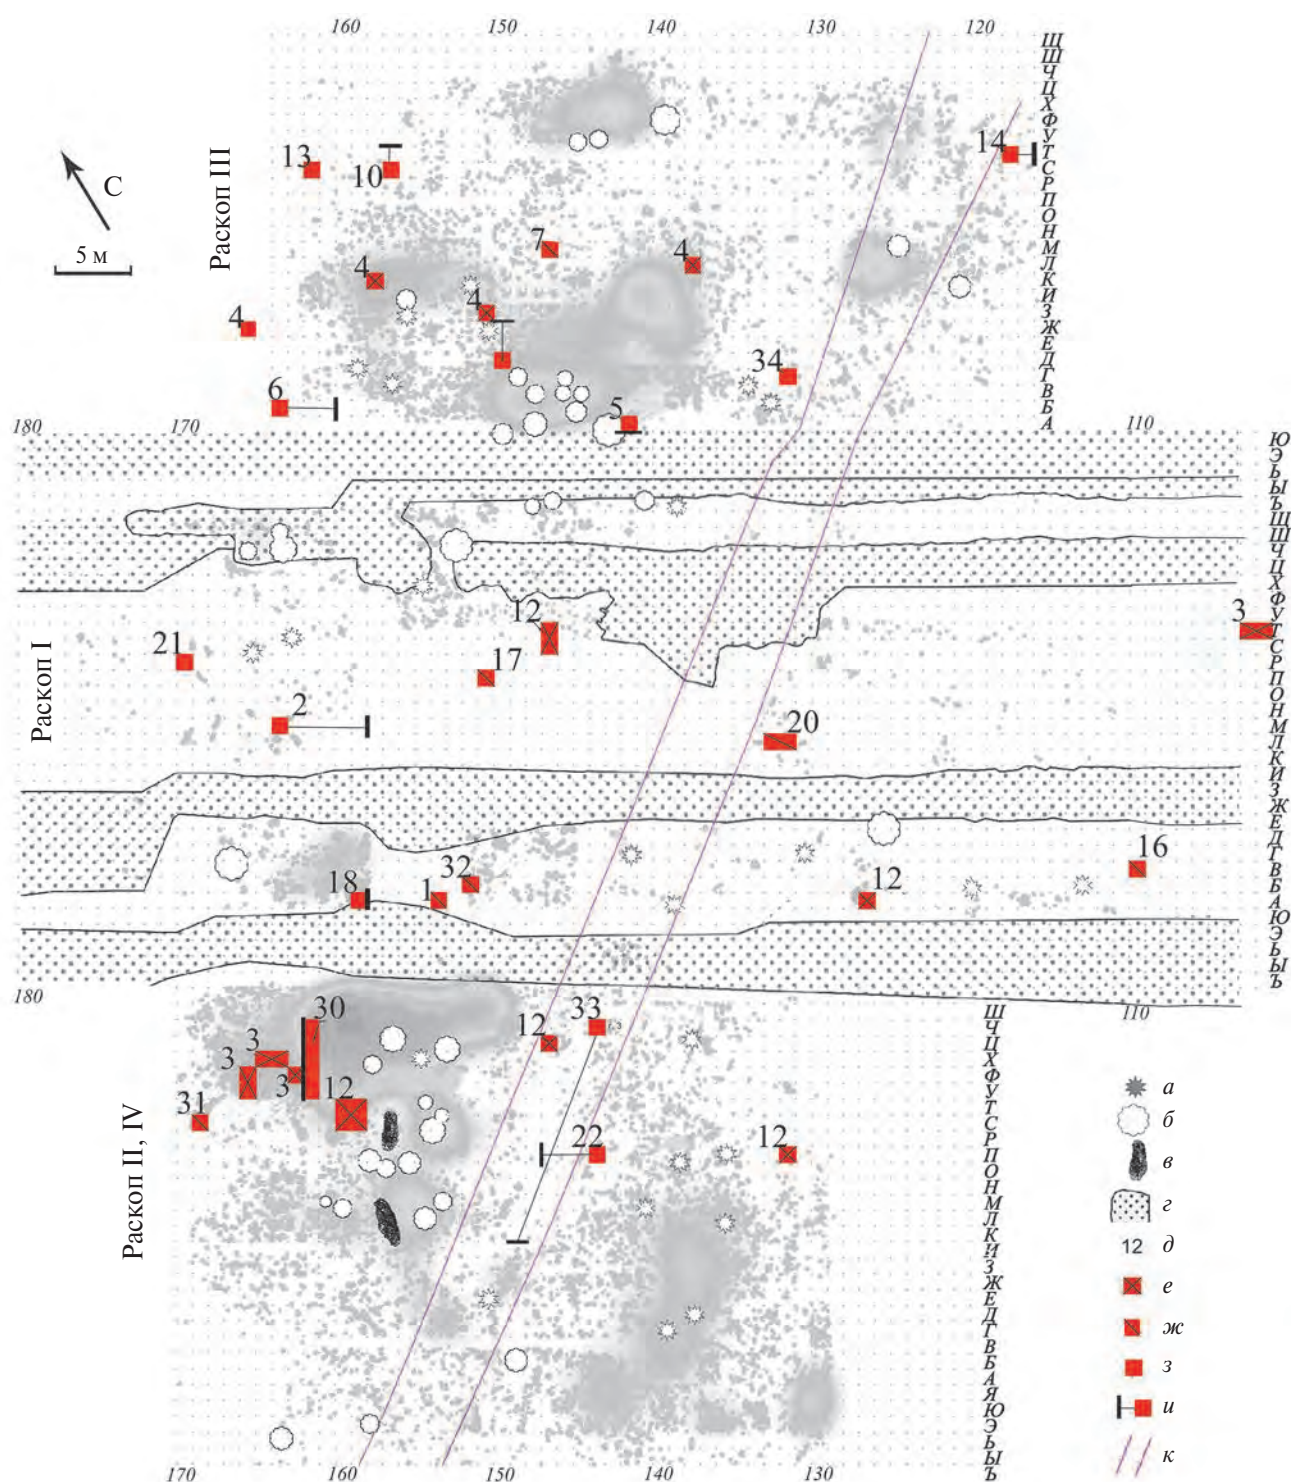 160 150 140 130 120
Щ
Ш
Ч
Ц
Х
Ф
У
Т
С
Р
П
О
Н
М
Л
К
И
З
Ж
Е
Д
Г
В
Б
А
С
5 м
Раскоп III
13
10
14
7
4
4
4
4
34
6
5
180 170 110
Ю
Э
Ь
Ы
Ъ
Щ
Ш
Ч
Ц
Х
Ф
У
Т
С
Р
П
О
Н
М
Л
К
И
З
Ж
Е
Д
Г
В
Б
А
Ю
Э
Ь
Ы
Ъ
Раскоп I
12
3
21
17
2
20
16
32
18
1
12
180 110
Ш
Ч
Ц
Х
Ф
У
Т
С
Р
П
О
Н
М
Л
К
И
З
Ж
Е
Д
Г
В
Б
А
Я
Ю
Э
Ь
Ы
Ъ
Раскоп II, IV
30
33
12
3
3
3
12
31
22
12
170 160 150 140 130
а
б
в
г
12 д
е
ж
з
и
к